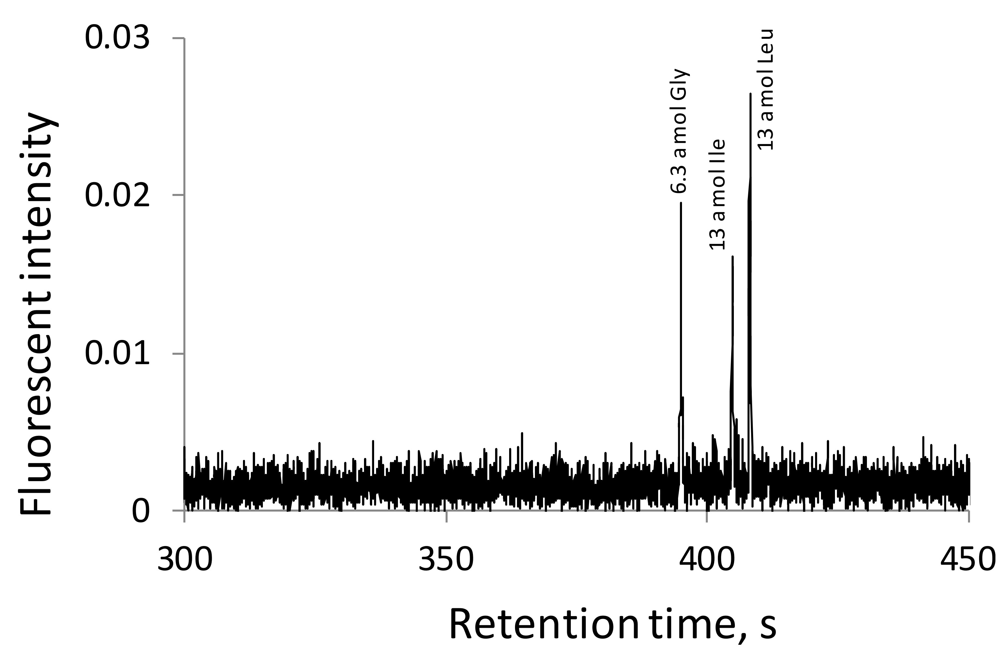 Fluorescent intensity
0.03
0.02
0.01
0
6.3 amol Gly
13 amol Ile
13 amol Leu
300
350
400
450
Retention time, s